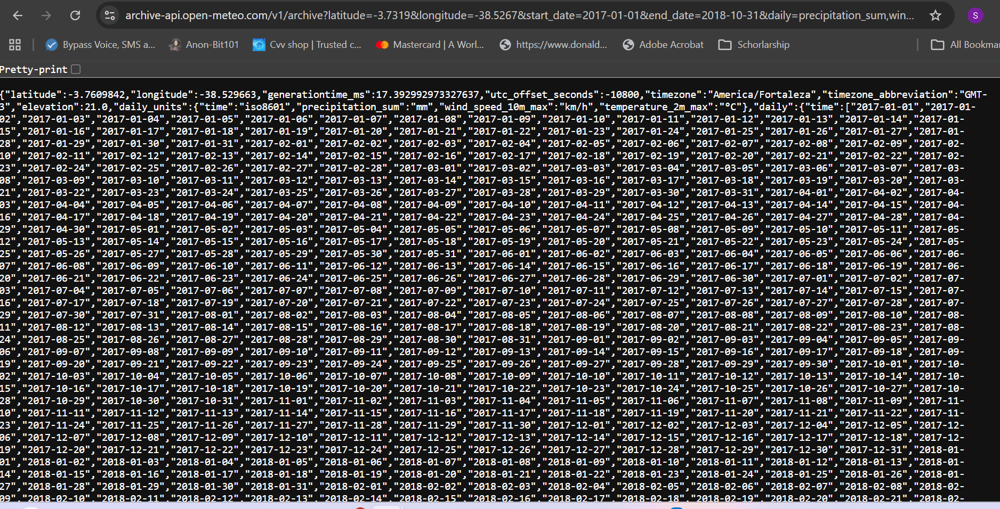 archive-api.open-meteo.com/v1/archive?latitude=-3.7319&longitude=-38.5267&start_date=2017-01-01&end_date=2018-10-31&daily=precipitation_sum,win...
S
Bypass Voice, SMS a...
Anon-Bit101
Cvv shop | Trusted c...
Mastercard | A Worl...
https://www.donald...
Adobe Acrobat
Schorlarship
All Bookmar
Pretty-print
{"latitude":-3.7609842,"longitude":-38.529663,"generationtime_ms":17.392992973327637,"utc_offset_seconds":-10800,"timezone":"America/Fortaleza","timezone_abbreviation":"GMT-
3","elevation":21.0,"daily_units":{"time":"iso8601","precipitation_sum":"mm","wind_speed_10m_max":"km/h","temperature_2m_max":"°C"},"daily":{"time":["2017-01-01","2017-01-
02","2017-01-03","2017-01-04","2017-01-05","2017-01-06","2017-01-07","2017-01-08","2017-01-09","2017-01-10","2017-01-11","2017-01-12","2017-01-13","2017-01-14","2017-01-
15","2017-01-16","2017-01-17","2017-01-18","2017-01-19","2017-01-20","2017-01-21","2017-01-22","2017-01-23","2017-01-24","2017-01-25","2017-01-26","2017-01-27","2017-01-
28","2017-01-29","2017-01-30","2017-01-31","2017-02-01","2017-02-02","2017-02-03","2017-02-04","2017-02-05","2017-02-06","2017-02-07","2017-02-08","2017-02-09","2017-02-
10","2017-02-11","2017-02-12","2017-02-13","2017-02-14","2017-02-15","2017-02-16","2017-02-17","2017-02-18","2017-02-19","2017-02-20","2017-02-21","2017-02-22","2017-02-
23","2017-02-24","2017-02-25","2017-02-26","2017-02-27","2017-02-28","2017-03-01","2017-03-02","2017-03-03","2017-03-04","2017-03-05","2017-03-06","2017-03-07","2017-03-
08","2017-03-09","2017-03-10","2017-03-11","2017-03-12","2017-03-13","2017-03-14","2017-03-15","2017-03-16","2017-03-17","2017-03-18","2017-03-19","2017-03-20","2017-03-
21","2017-03-22","2017-03-23","2017-03-24","2017-03-25","2017-03-26","2017-03-27","2017-03-28","2017-03-29","2017-03-30","2017-03-31","2017-04-01","2017-04-02","2017-04-
03","2017-04-04","2017-04-05","2017-04-06","2017-04-07","2017-04-08","2017-04-09","2017-04-10","2017-04-11","2017-04-12","2017-04-13","2017-04-14","2017-04-15","2017-04-
16","2017-04-17","2017-04-18","2017-04-19","2017-04-20","2017-04-21","2017-04-22","2017-04-23","2017-04-24","2017-04-25","2017-04-26","2017-04-27","2017-04-28","2017-04-
29","2017-04-30","2017-05-01","2017-05-02","2017-05-03","2017-05-04","2017-05-05","2017-05-06","2017-05-07","2017-05-08","2017-05-09","2017-05-10","2017-05-11","2017-05-
12","2017-05-13","2017-05-14","2017-05-15","2017-05-16","2017-05-17","2017-05-18","2017-05-19","2017-05-20","2017-05-21","2017-05-22","2017-05-23","2017-05-24","2017-05-
25","2017-05-26","2017-05-27","2017-05-28","2017-05-29","2017-05-30","2017-05-31","2017-06-01","2017-06-02","2017-06-03","2017-06-04","2017-06-05","2017-06-06","2017-06-
07","2017-06-08","2017-06-09","2017-06-10","2017-06-11","2017-06-12","2017-06-13","2017-06-14","2017-06-15","2017-06-16","2017-06-17","2017-06-18","2017-06-19","2017-06-
20","2017-06-21","2017-06-22","2017-06-23","2017-06-24","2017-06-25","2017-06-26","2017-06-27","2017-06-28","2017-06-29","2017-06-30","2017-07-01","2017-07-02","2017-07-
03","2017-07-04","2017-07-05","2017-07-06","2017-07-07","2017-07-08","2017-07-09","2017-07-10","2017-07-11","2017-07-12","2017-07-13","2017-07-14","2017-07-15","2017-07-
16","2017-07-17","2017-07-18","2017-07-19","2017-07-20","2017-07-21","2017-07-22","2017-07-23","2017-07-24","2017-07-25","2017-07-26","2017-07-27","2017-07-28","2017-07-
29","2017-07-30","2017-07-31","2017-08-01","2017-08-02","2017-08-03","2017-08-04","2017-08-05","2017-08-06","2017-08-07","2017-08-08","2017-08-09","2017-08-10","2017-08-
11","2017-08-12","2017-08-13","2017-08-14","2017-08-15","2017-08-16","2017-08-17","2017-08-18","2017-08-19","2017-08-20","2017-08-21","2017-08-22","2017-08-23","2017-08-
24","2017-08-25","2017-08-26","2017-08-27","2017-08-28","2017-08-29","2017-08-30","2017-08-31","2017-09-01","2017-09-02","2017-09-03","2017-09-04","2017-09-05","2017-09-
06","2017-09-07","2017-09-08","2017-09-09","2017-09-10","2017-09-11","2017-09-12","2017-09-13","2017-09-14","2017-09-15","2017-09-16","2017-09-17","2017-09-18","2017-09-
19","2017-09-20","2017-09-21","2017-09-22","2017-09-23","2017-09-24","2017-09-25","2017-09-26","2017-09-27","2017-09-28","2017-09-29","2017-09-30","2017-10-01","2017-10-
02","2017-10-03","2017-10-04","2017-10-05","2017-10-06","2017-10-07","2017-10-08","2017-10-09","2017-10-10","2017-10-11","2017-10-12","2017-10-13","2017-10-14","2017-10-
15","2017-10-16","2017-10-17","2017-10-18","2017-10-19","2017-10-20","2017-10-21","2017-10-22","2017-10-23","2017-10-24","2017-10-25","2017-10-26","2017-10-27","2017-10-
28","2017-10-29","2017-10-30","2017-10-31","2017-11-01","2017-11-02","2017-11-03","2017-11-04","2017-11-05","2017-11-06","2017-11-07","2017-11-08","2017-11-09","2017-11-
10","2017-11-11","2017-11-12","2017-11-13","2017-11-14","2017-11-15","2017-11-16","2017-11-17","2017-11-18","2017-11-19","2017-11-20","2017-11-21","2017-11-22","2017-11-
23","2017-11-24","2017-11-25","2017-11-26","2017-11-27","2017-11-28","2017-11-29","2017-11-30","2017-12-01","2017-12-02","2017-12-03","2017-12-04","2017-12-05","2017-12-
06","2017-12-07","2017-12-08","2017-12-09","2017-12-10","2017-12-11","2017-12-12","2017-12-13","2017-12-14","2017-12-15","2017-12-16","2017-12-17","2017-12-18","2017-12-
19","2017-12-20","2017-12-21","2017-12-22","2017-12-23","2017-12-24","2017-12-25","2017-12-26","2017-12-27","2017-12-28","2017-12-29","2017-12-30","2017-12-31","2018-01-
01","2018-01-02","2018-01-03","2018-01-04","2018-01-05","2018-01-06","2018-01-07","2018-01-08","2018-01-09","2018-01-10","2018-01-11","2018-01-12","2018-01-13","2018-01-
14","2018-01-15","2018-01-16","2018-01-17","2018-01-18","2018-01-19","2018-01-20","2018-01-21","2018-01-22","2018-01-23","2018-01-24","2018-01-25","2018-01-26","2018-01-
27","2018-01-28","2018-01-29","2018-01-30","2018-01-31","2018-02-01","2018-02-02","2018-02-03","2018-02-04","2018-02-05","2018-02-06","2018-02-07","2018-02-08","2018-02-
09","2018-02-10","2018-02-11","2018-02-12","2018-02-13","2018-02-14","2018-02-15","2018-02-16","2018-02-17","2018-02-18","2018-02-19","2018-02-20","2018-02-21","2018-02-